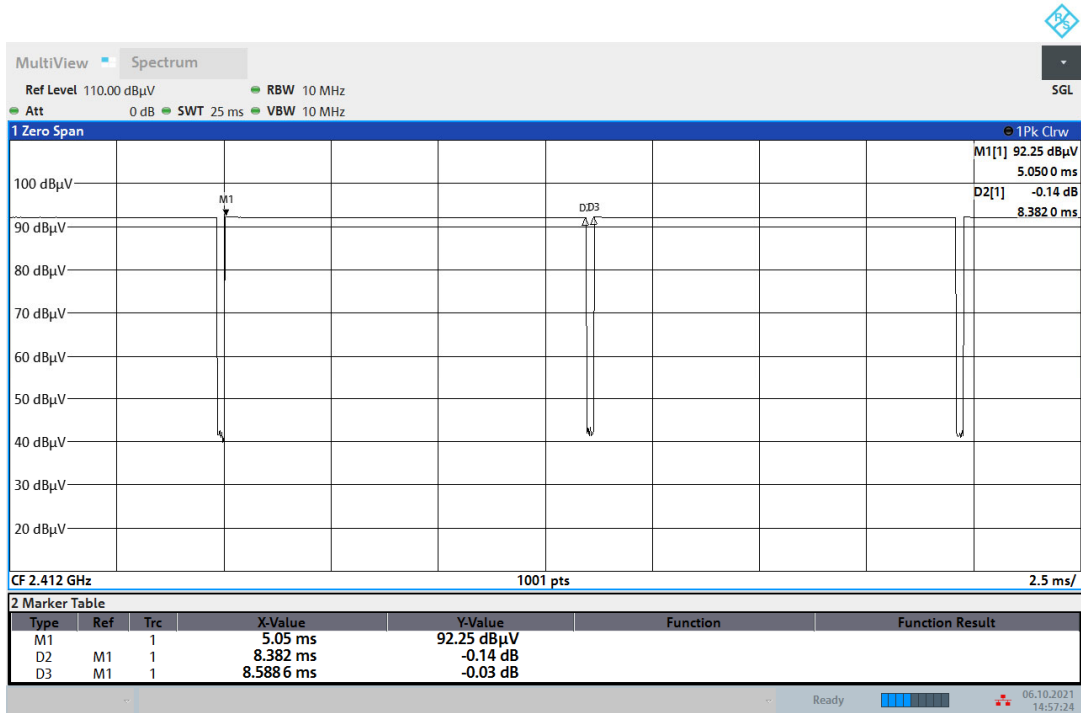 R&S
MultiView Spectrum
Ref Level 110.00 dBµV RBW 10 MHz SGL
Att 0 dB SWT 25 ms VBW 10 MHz
1 Zero Span 1Pk Clrw
M1[1] 92.25 dBµV
5.050 0 ms
D2[1] -0.14 dB
8.382 0 ms
100 dBµV
M1
D2 D3
90 dBµV
80 dBµV
70 dBµV
60 dBµV
50 dBµV
40 dBµV
30 dBµV
20 dBµV
CF 2.412 GHz 1001 pts 2.5 ms/
2 Marker Table
Type Ref Trc X-Value Y-Value Function Function Result
M1 1 5.05 ms 92.25 dBµV
D2 M1 1 8.382 ms -0.14 dB
D3 M1 1 8.588 6 ms -0.03 dB
Ready 06.10.2021
14:57:24